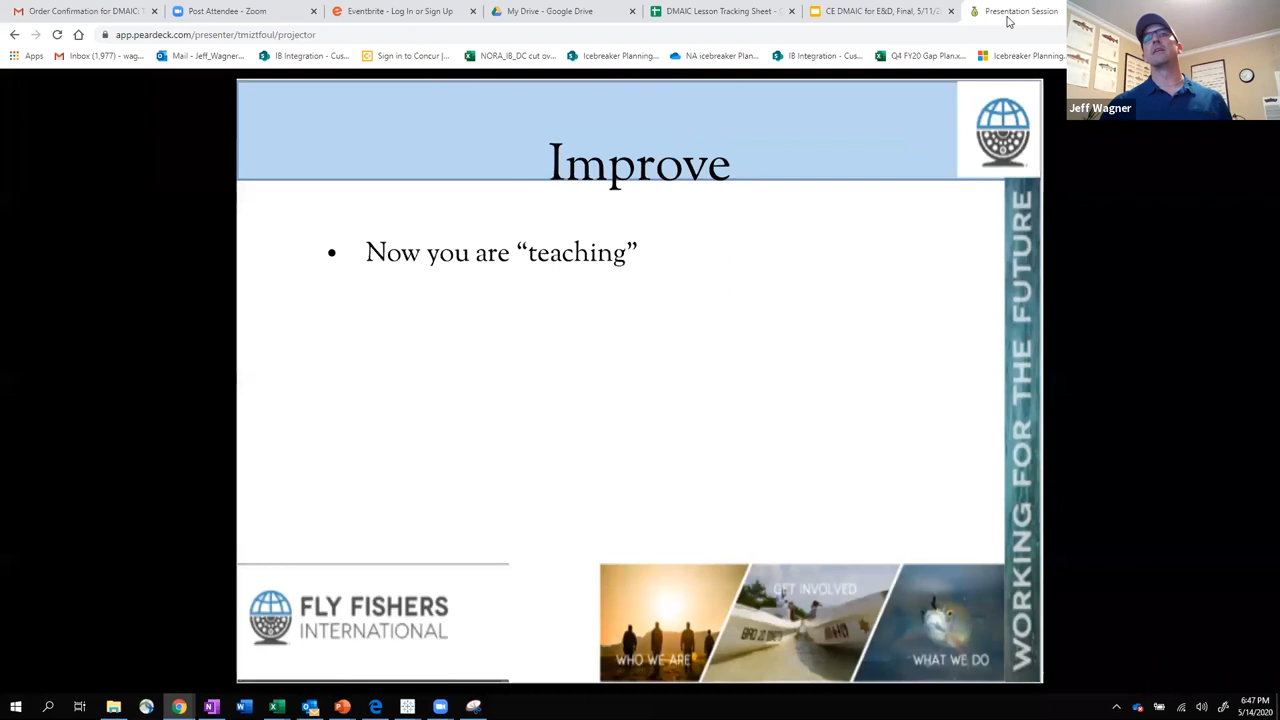 Order Confirmation for DMAIC: T
Post Attendee - Zoom
Eventbrite - Log In or Sign Up
My Drive - Google Drive
DMAIC Lesson Tracking Sheet -
CE DMAIC for E&D, Final, 5/11/2
Presentation Session
app.peardeck.com/presenter/tmiztfoul/projector
Apps
Inbox (1,977) - wag...
Mail - Jeff_Wagner...
IB Integration - Cus...
Sign in to Concur |...
NORA_IB_DC cut ov...
Icebreaker Planning...
NA icebreaker Plan...
IB Integration - Cus...
Q4 FY20 Gap Plan.x...
Icebreaker Planning
Jeff Wagner
Improve
• Now you are “teaching”
WORKING FOR THE FUTURE
FLY FISHERS
INTERNATIONAL
WHO WE ARE
GET INVOLVED
WHAT WE DO
6:47 PM
5/14/2020